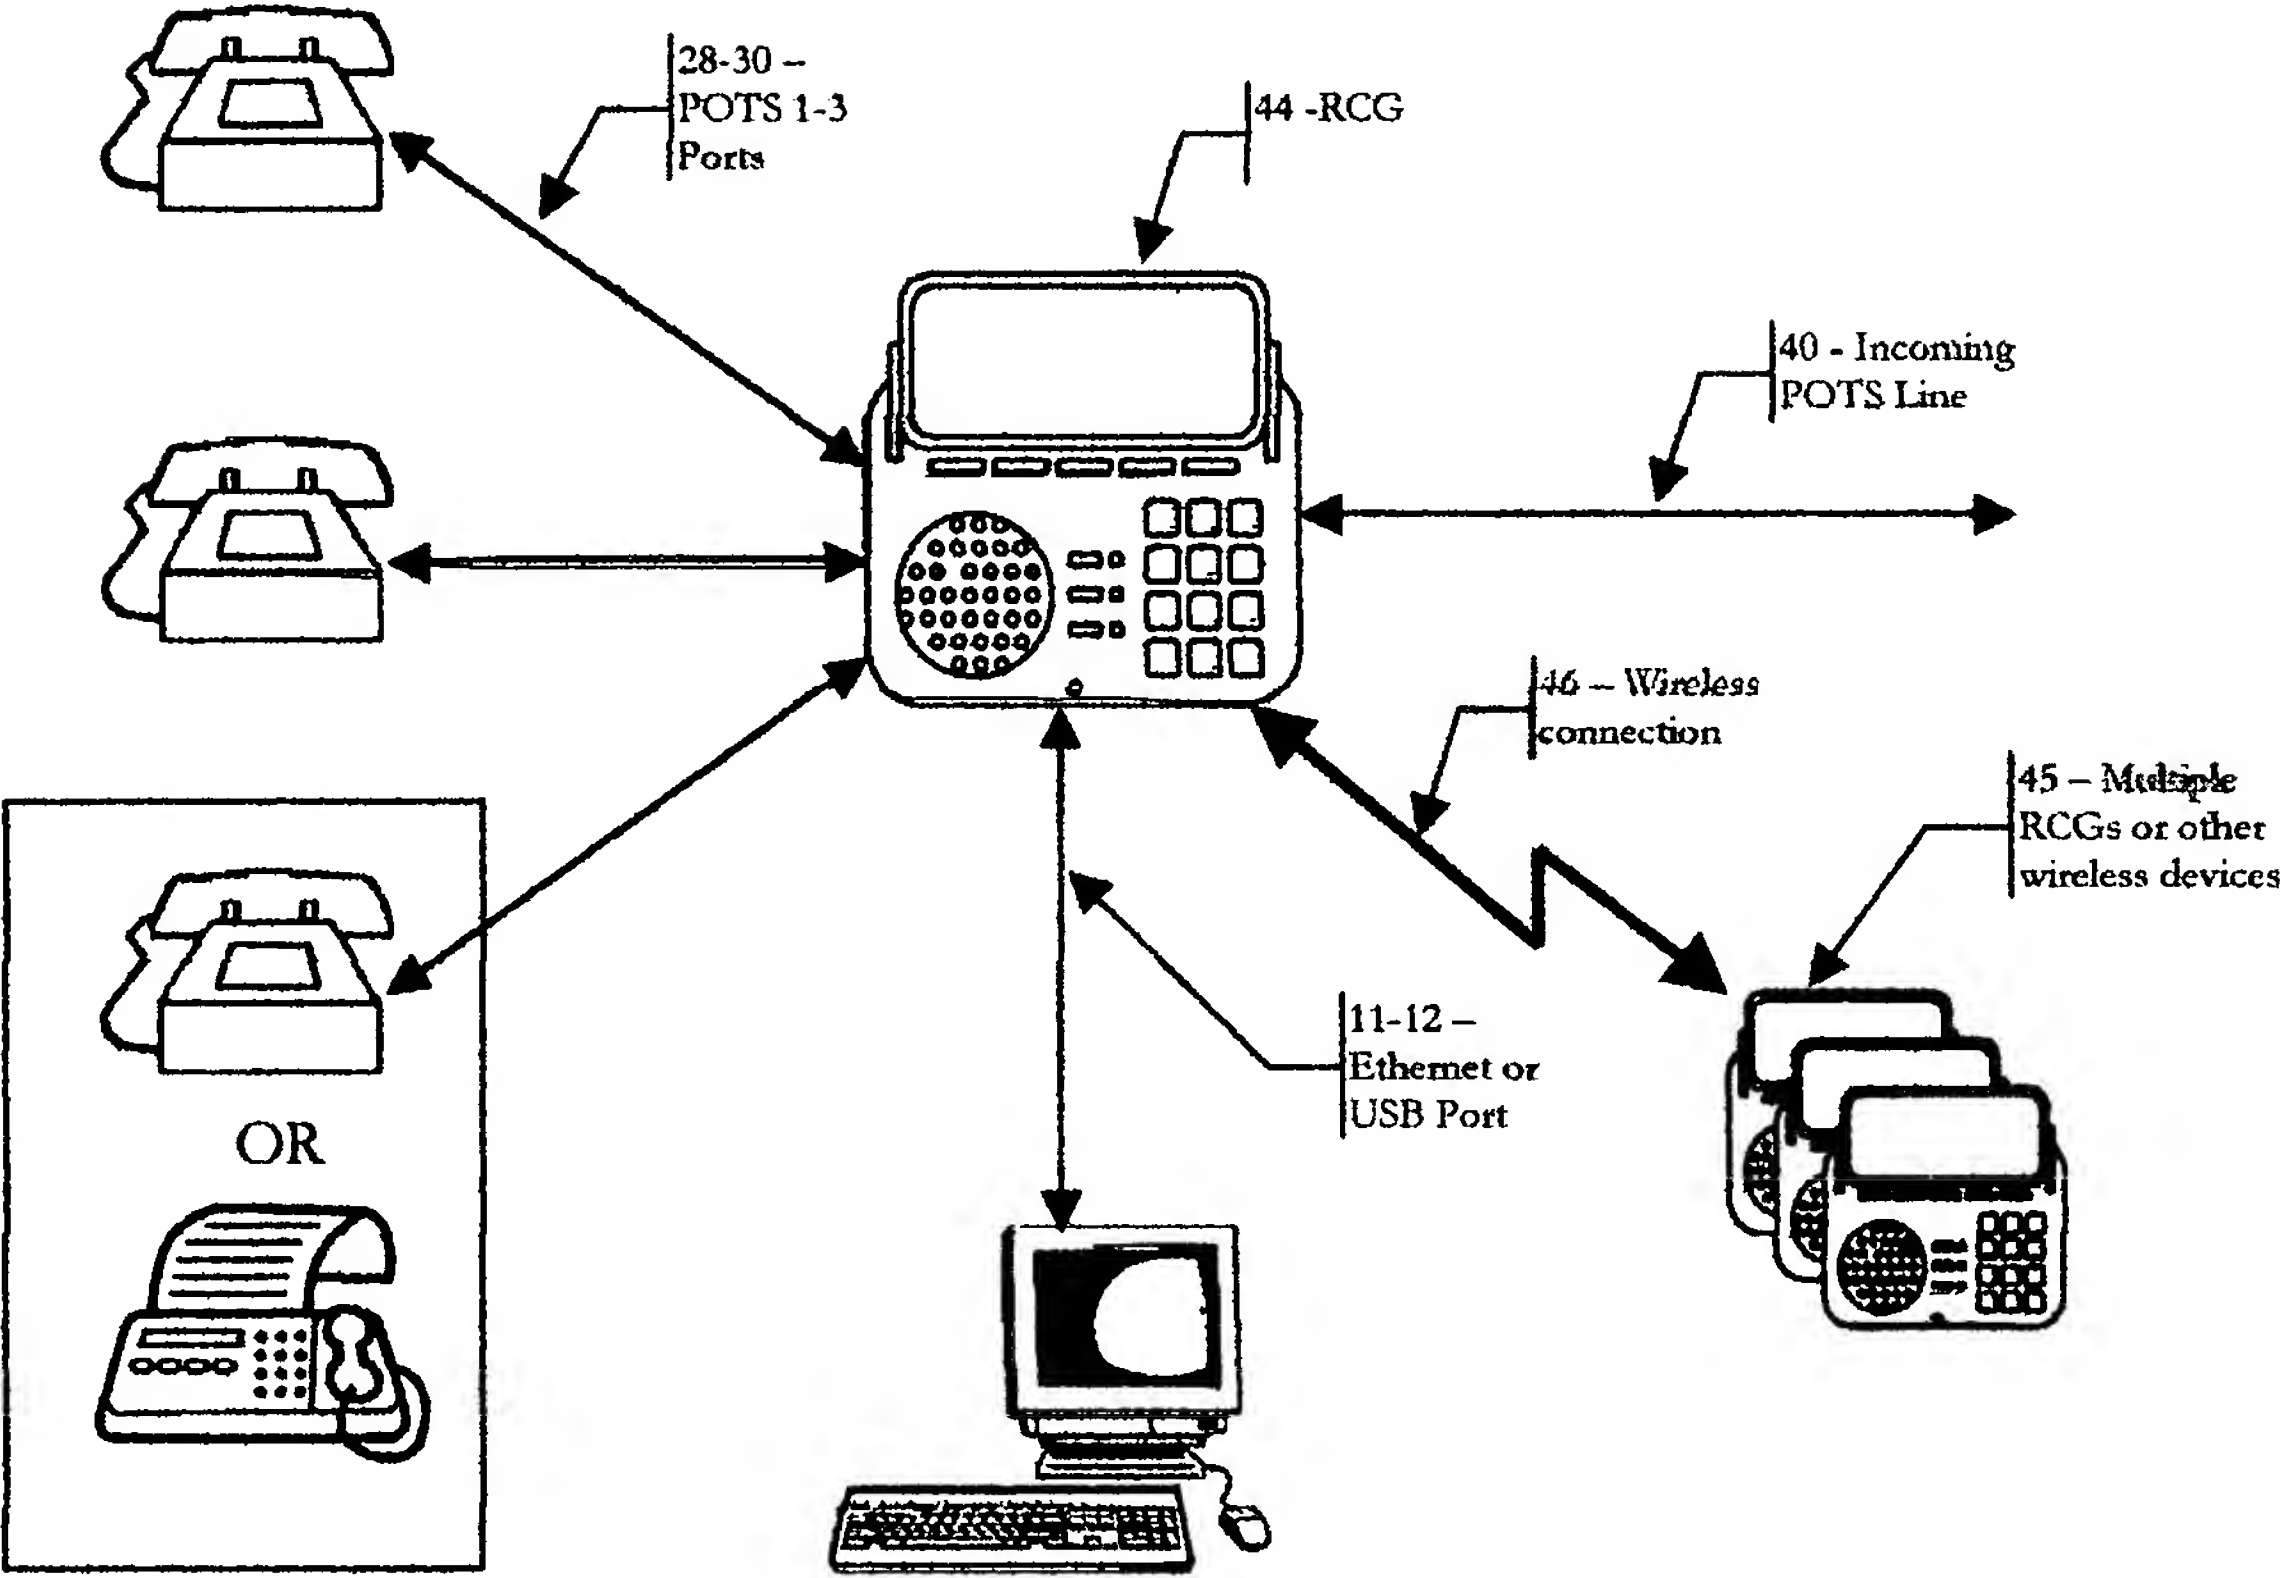 28-30 –
POTS 1-3
Ports
44 -RCG
40 - Incoming
POTS Line
46 – Wireless
connection
45 – Multiple
RCGs or other
wireless devices
11-12 –
Ethernet or
USB Port
OR